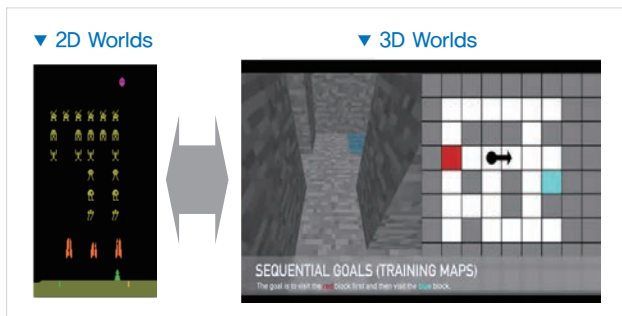 ▼ 2D Worlds
▼ 3D Worlds
SEQUENTIAL GOALS (TRAINING MAPS)
The goal is to visit the red block first and then visit the blue block.